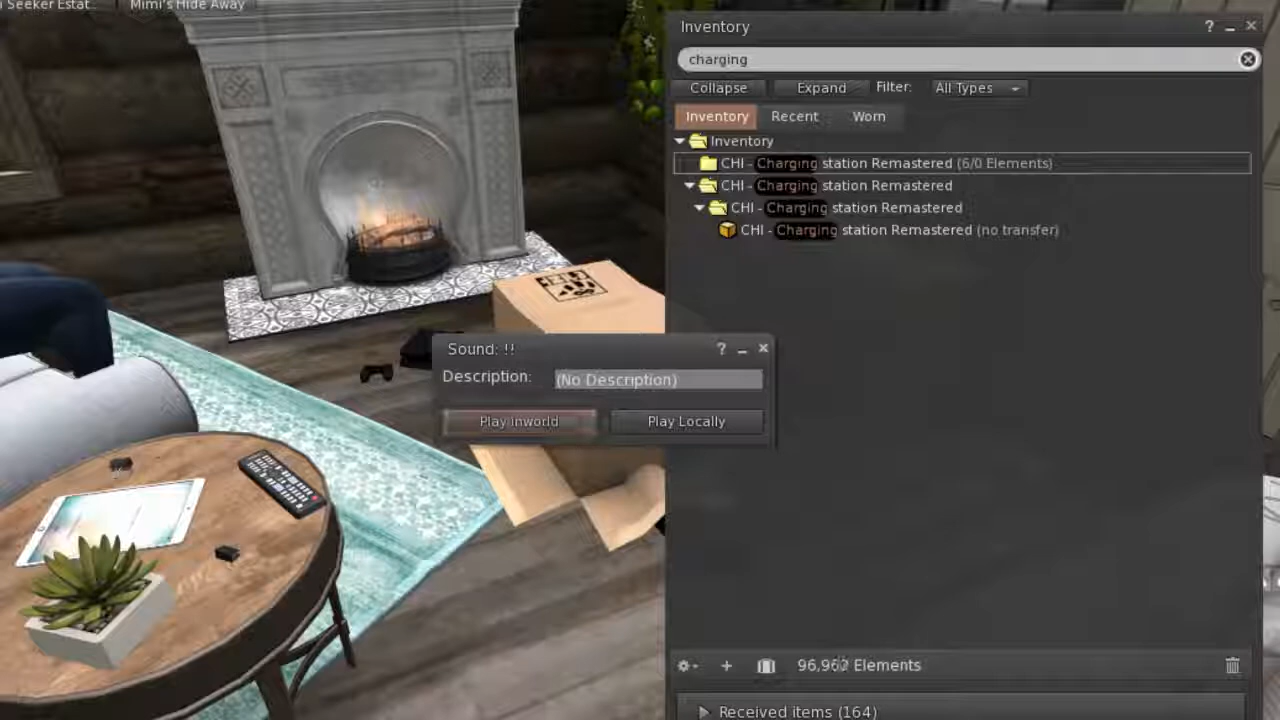 i Seeker Estat
Mimi's Hide Away
Inventory
? _ ×
charging
Collapse Expand Filter: All Types
Inventory Recent Worn
Inventory
CHI - Charging station Remastered (6/0 Elements)
CHI - Charging station Remastered
CHI - Charging station Remastered
CHI - Charging station Remastered (no transfer)
Sound: !!
? _ ×
Description: (No Description)
Play Inworld Play Locally
+ 96,962 Elements
Received items (164)